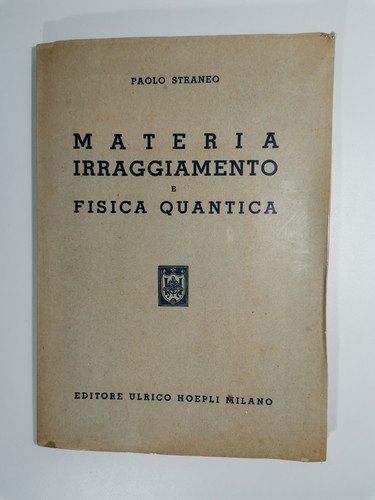 PAOLO STRANEO
MATERIA
IRRAGGIAMENTO
E
FISICA QUANTICA
EDITORE ULRICO HOEPLI MILANO